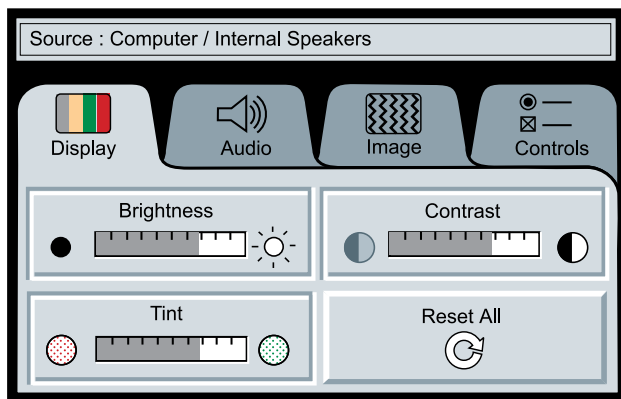 Source : Computer / Internal Speakers
Display
Audio
Image
Controls
Brightness
Contrast
Tint
Reset All